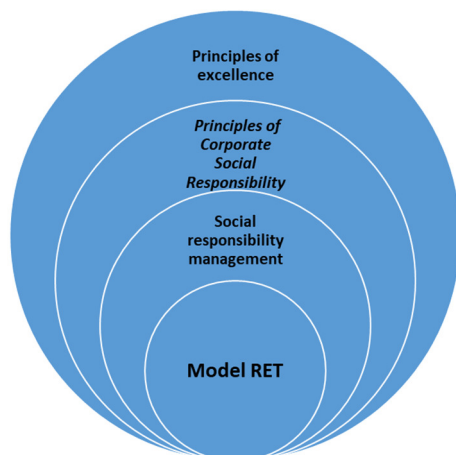 Principles of
excellence
Principles of
Corporate
Social
Responsibility
Social
responsibility
management
Model RET